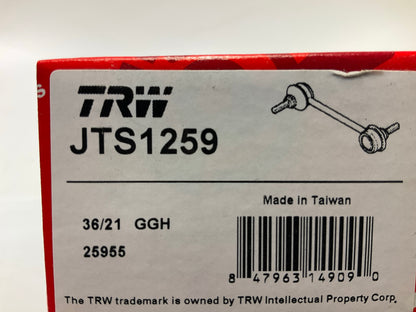 TRW
JTS1259
Made in Taiwan
36/21 GGH
25955
8 47963 14909 0
The TRW trademark is owned by TRW Intellectual Property Corp.